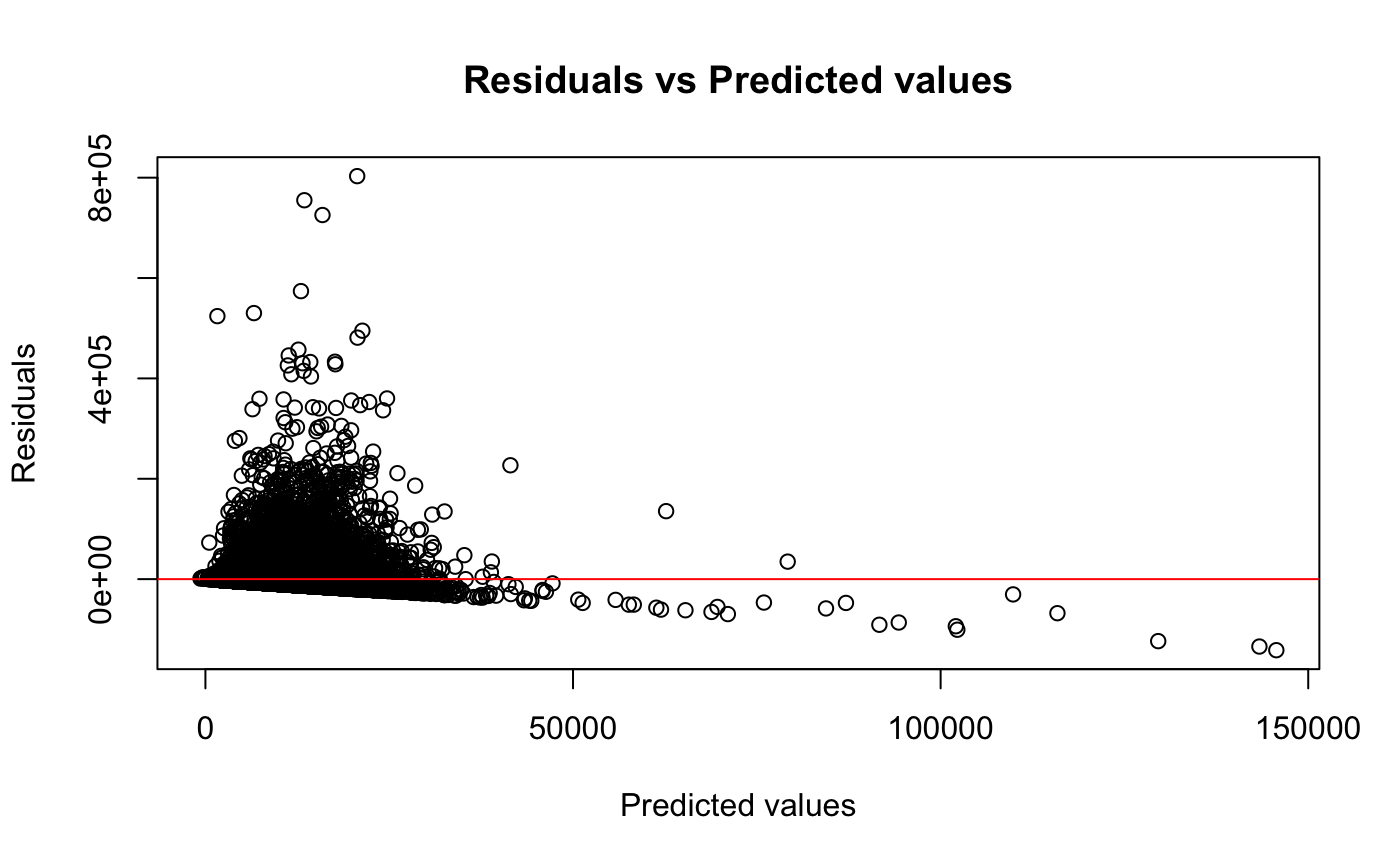 Residuals vs Predicted values
8e+05
4e+05
0e+00
Residuals
0 50000 100000 150000
Predicted values